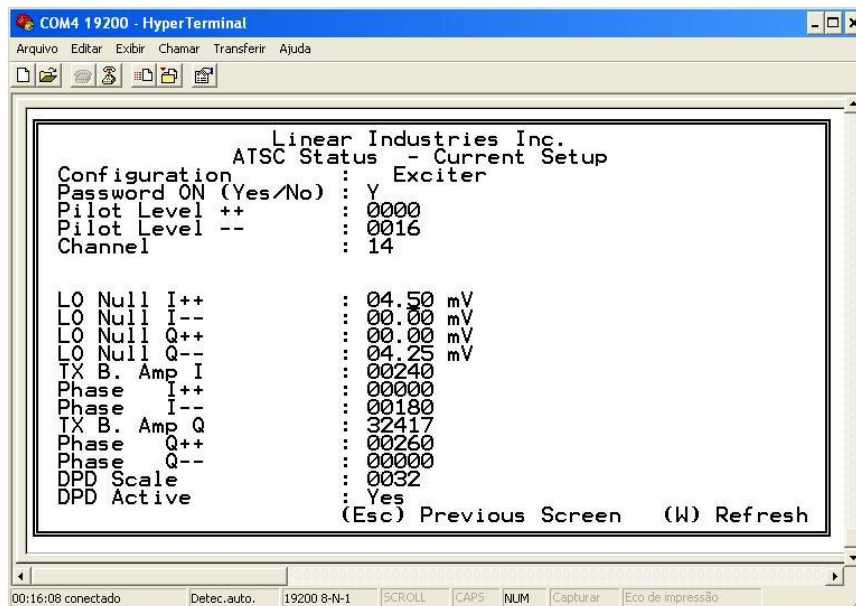 COM4 19200 - HyperTerminal
Arquivo Editar Exibir Chamar Transferir Ajuda
Linear Industries Inc.
ATSC Status - Current Setup
Configuration : Exciter
Password ON (Yes/No) : Y
Pilot Level ++ : 0000
Pilot Level -- : 0016
Channel : 14
LO Null I++ : 04.50 mV
LO Null I-- : 00.00 mV
LO Null Q++ : 00.00 mV
LO Null Q-- : 04.25 mV
TX B. Amp I : 00240
Phase I++ : 00000
Phase I-- : 00180
TX B. Amp Q : 32417
Phase Q++ : 00260
Phase Q-- : 00000
DPD Scale : 0032
DPD Active : Yes
(Esc) Previous Screen (W) Refresh
00:16:08 conectado Detec.auto. 19200 8-N-1 SCROLL CAPS NUM Capturar Eco de impressão